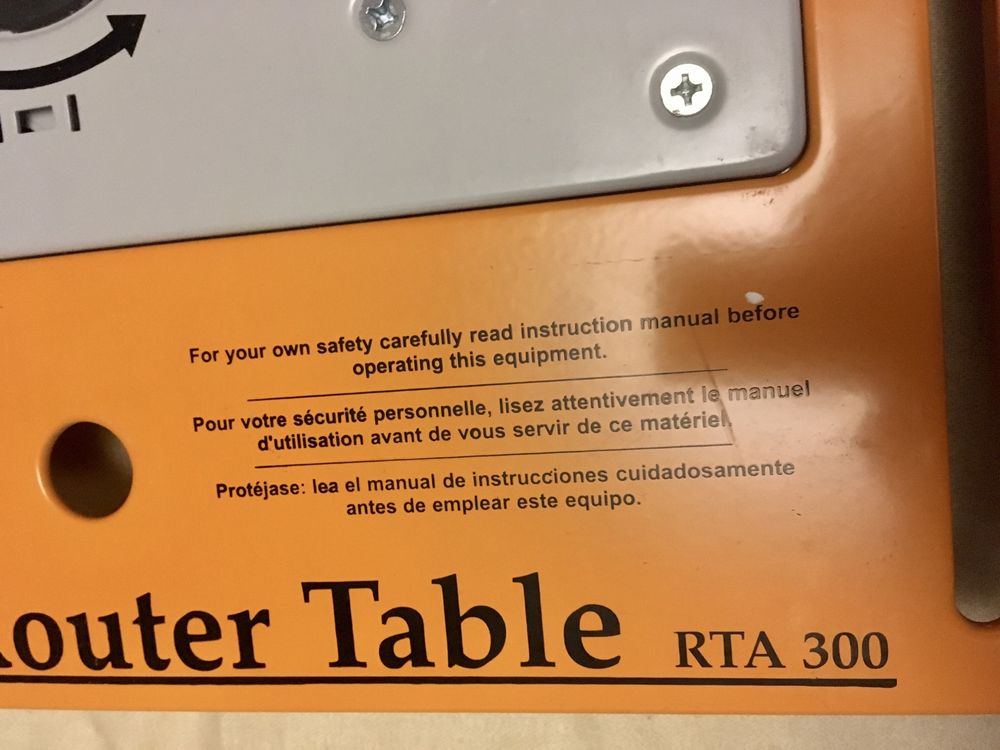 For your own safety carefully read instruction manual before
operating this equipment.
Pour votre sécurité personnelle, lisez attentivement le manuel
d'utilisation avant de vous servir de ce matériel.
Protéjase: lea el manual de instrucciones cuidadosamente
antes de emplear este equipo.
outer Table RTA 300